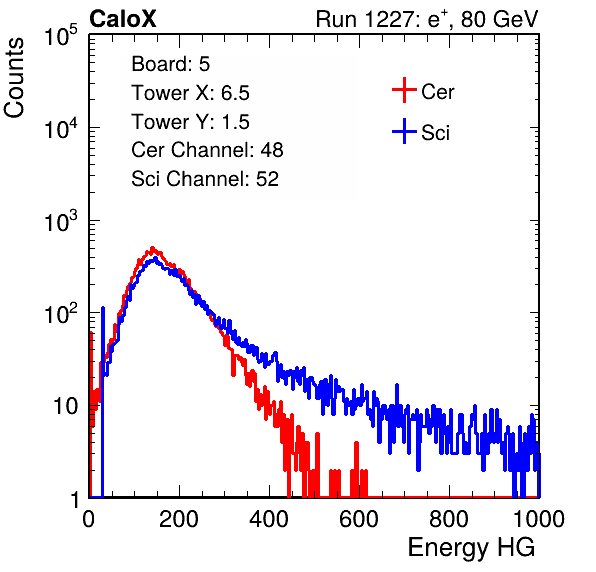 CaloX Run 1227: e⁺, 80 GeV
Counts
10⁵
10⁴
10³
10²
10
1
Board: 5
Tower X: 6.5
Tower Y: 1.5
Cer Channel: 48
Sci Channel: 52
Cer
Sci
0 200 400 600 800 1000
Energy HG